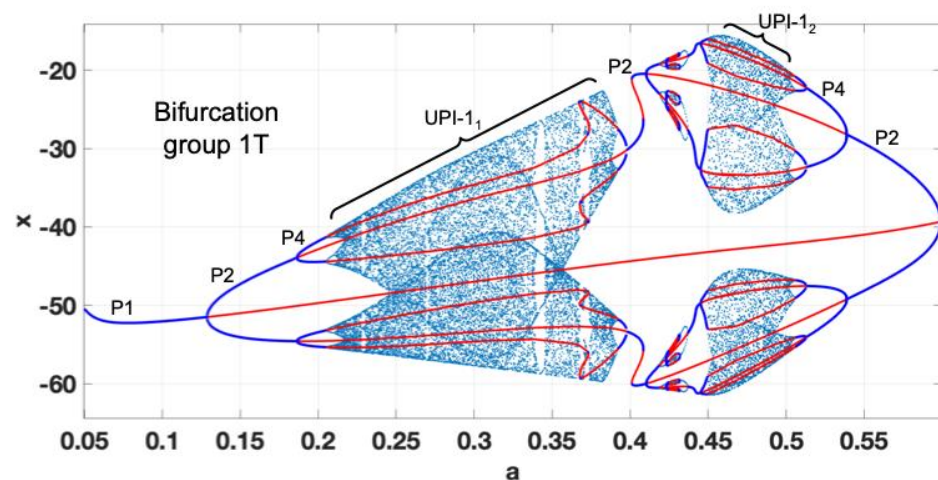 UPI-1₂
-20
P2
P4
Bifurcation
group 1T
UPI-1₁
P2
-30
x
-40
P4
P2
-50
P1
-60
0.05 0.1 0.15 0.2 0.25 0.3 0.35 0.4 0.45 0.5 0.55
a